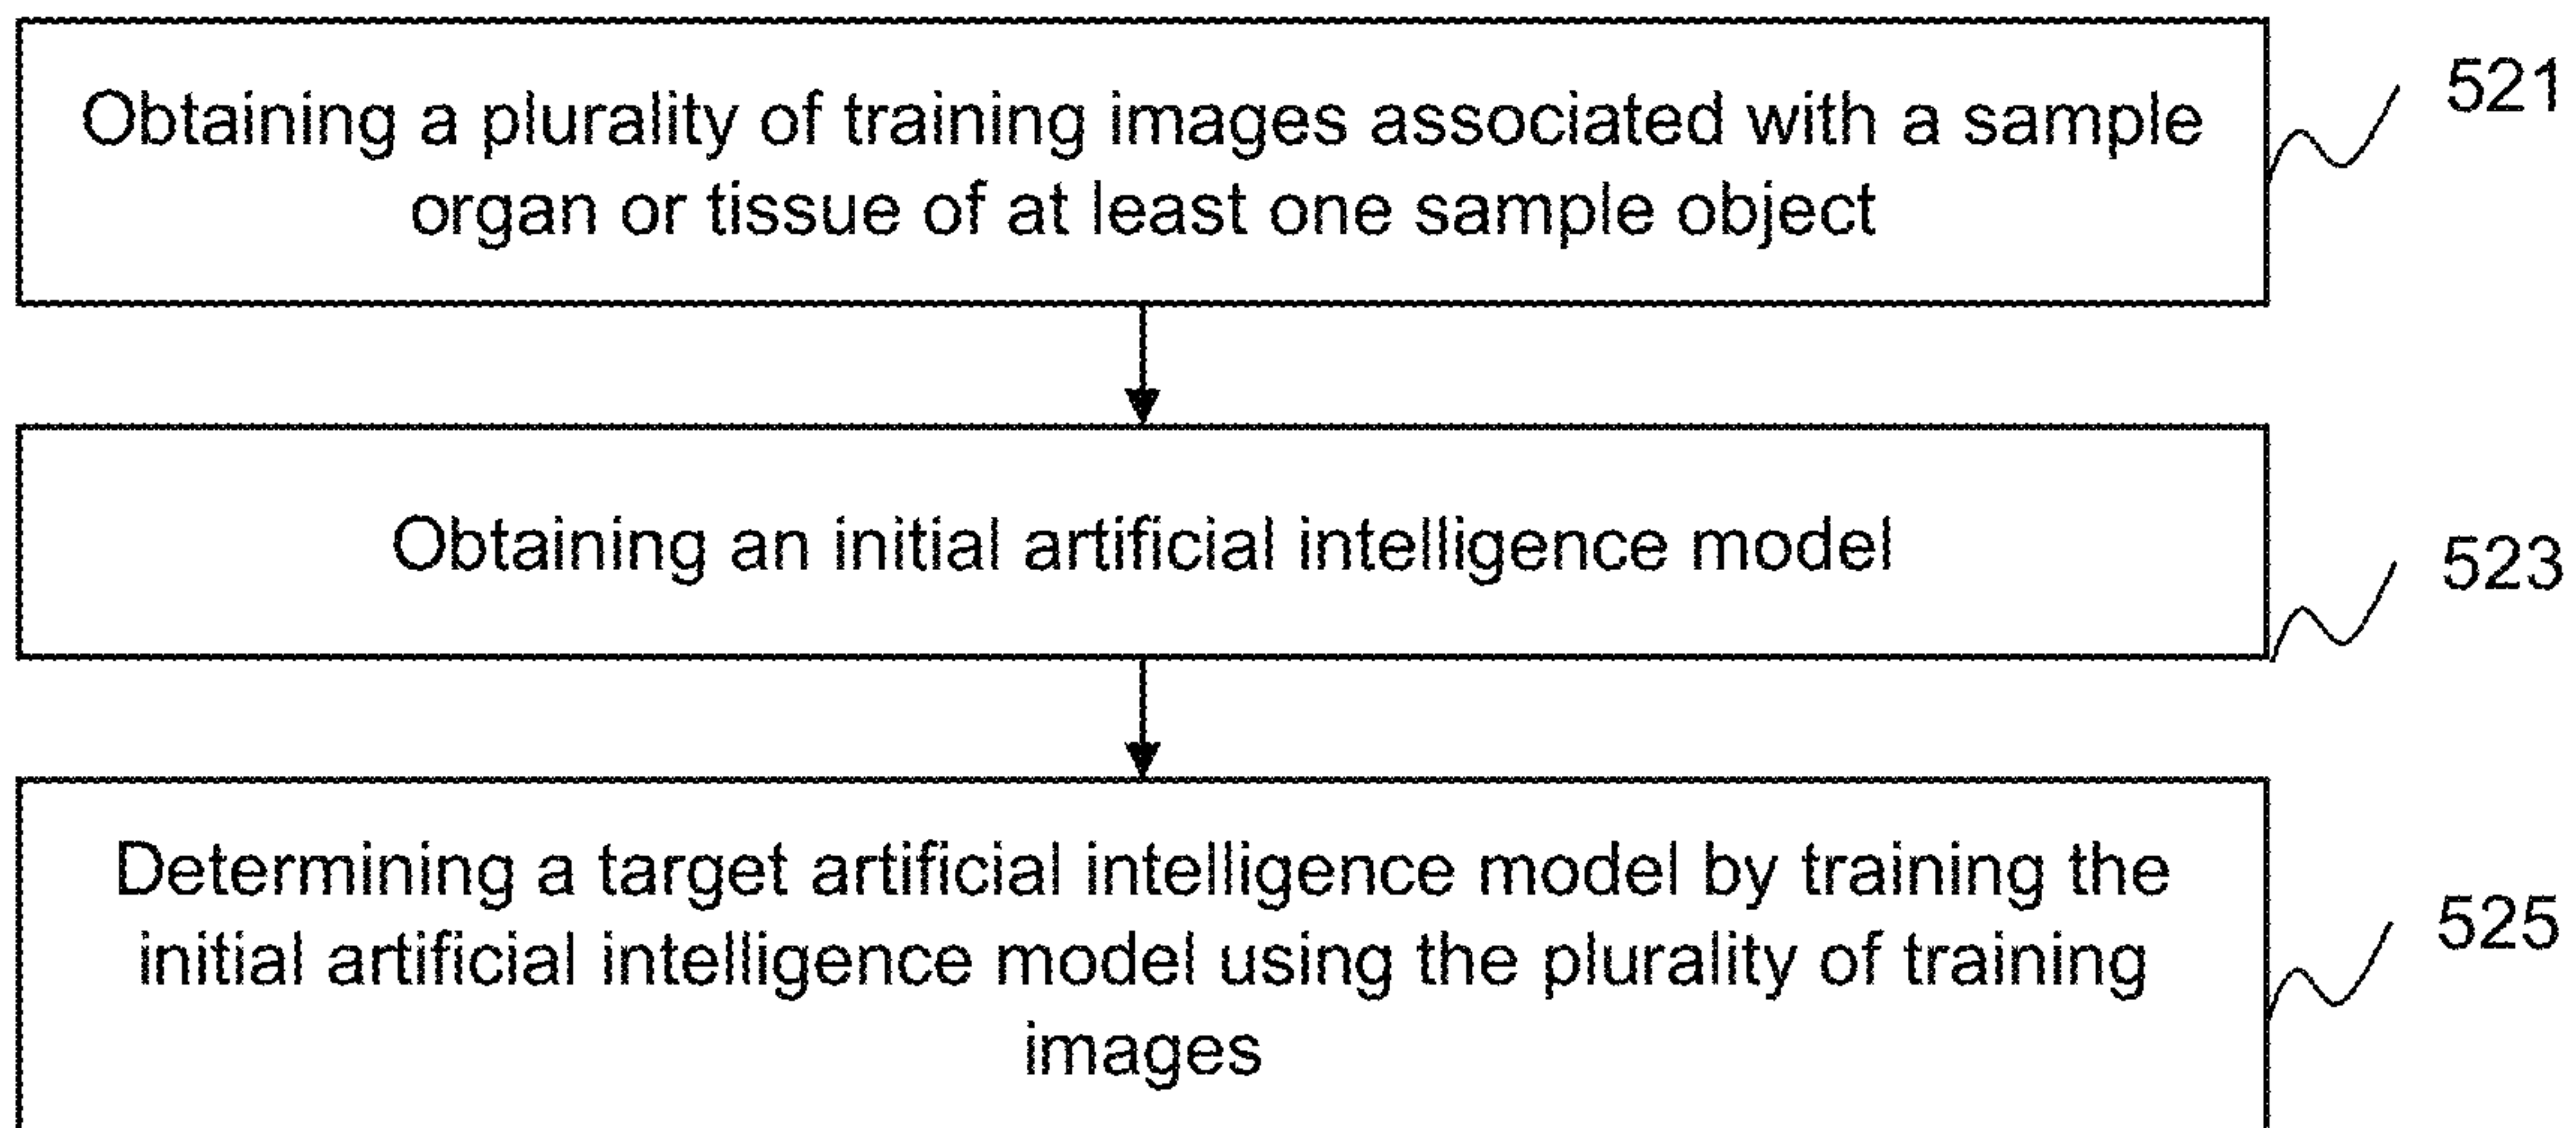 Obtaining a plurality of training images associated with a sample
organ or tissue of at least one sample object
521
Obtaining an initial artificial intelligence model
523
Determining a target artificial intelligence model by training the
initial artificial intelligence model using the plurality of training
images
525